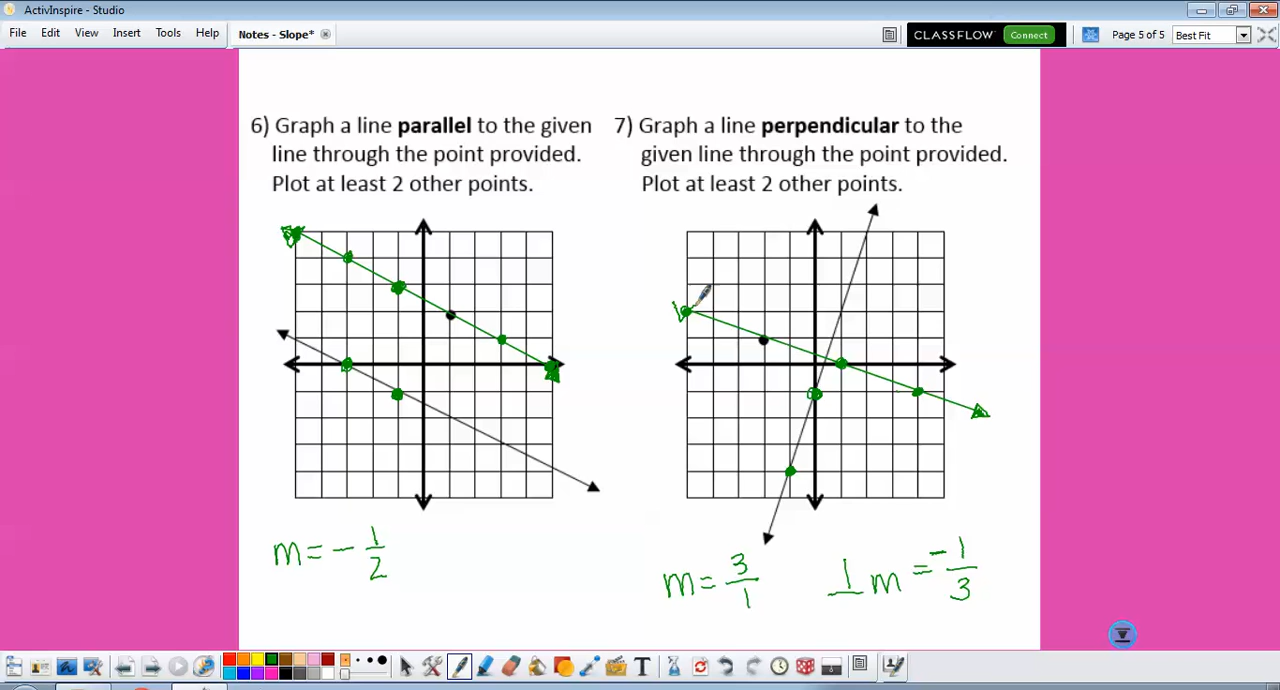 ActivInspire - Studio
File Edit View Insert Tools Help
Notes - Slope*
CLASSFLOW Connect
Page 5 of 5
Best Fit
6) Graph a line parallel to the given
line through the point provided.
Plot at least 2 other points.
7) Graph a line perpendicular to the
given line through the point provided.
Plot at least 2 other points.
m = - 1/2
m = 3/1
⊥ m = -1/3
T